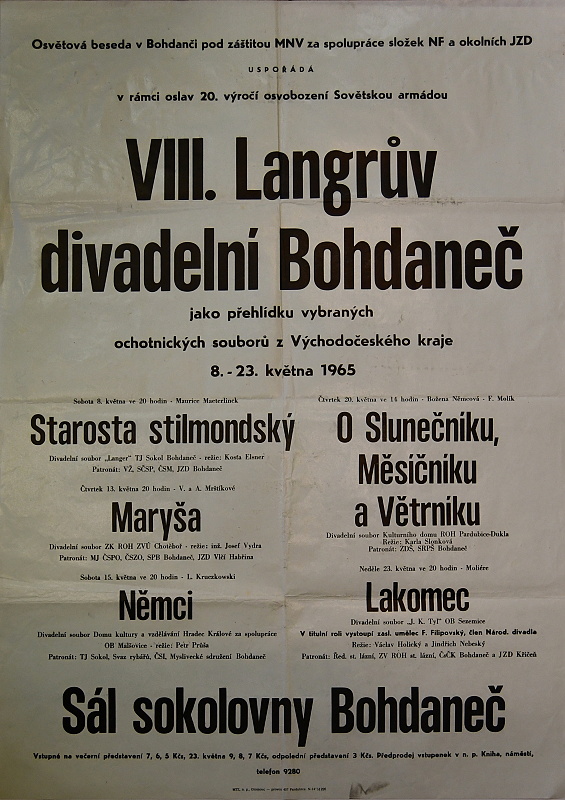 Osvětová beseda v Bohdanči pod záštitou MNV za spolupráce složek NF a okolních JZD
USPOŘÁDÁ
v rámci oslav 20. výročí osvobození Sovětskou armádou
VIII. Langrův
divadelní Bohdaneč
jako přehlídku vybraných
ochotnických souborů z Východočeského kraje
8. - 23. května 1965
Sobota 8. května ve 20 hodin - Maurice Maeterlinck
Starosta stilmondský
Divadelní soubor „Langer" TJ Sokol Bohdaneč - režie: Kosta Elsner
Patronát: VŽ, SČSP, ČSM, JZD Bohdaneč
Čtvrtek 13. května 20 hodin - V. a A. Mrštíkové
Maryša
Divadelní soubor ZK ROH ZVÚ Chotěboř - režie: inž. Josef Vydra
Patronát: MJ ČSPO, ČSZO, SPB Bohdaneč, JZD Vlčí Habřina
Sobota 15. května ve 20 hodin - L. Kruczkowski
Němci
Divadelní soubor Domu kultury a vzdělávání Hradec Králové za spolupráce
OB Malšovice - režie: Petr Průša
Patronát: TJ Sokol, Svaz rybářů, ČSI, Myslivecké sdružení Bohdaneč
Čtvrtek 20. května ve 14 hodin - Božena Němcová - F. Molík
O Slunečníku,
Měsíčníku
a Větrníku
Divadelní soubor Kulturního domu ROH Pardubice-Dukla
Režie: Karla Slonková
Patronát: ZDŠ, SRPŠ Bohdaneč
Neděle 23. května ve 20 hodin - Moliére
Lakomec
Divadelní soubor „J. K. Tyl" OB Sezemice
V titulní roli vystoupí zasl. umělec F. Filipovský, člen Národ. divadla
Režie: Václav Holický a Jindřich Nebeský
Patronát: Řed. st. lázní, ZV ROH st. lázní, ČsČK Bohdaneč a JZD Křičeň
Sál sokolovny Bohdaneč
Vstupné na večerní představení 7, 6, 5 Kčs, 23. května 9, 8, 7 Kčs, odpolední představení 3 Kčs. Předprodej vstupenek v n. p. Kniha, náměstí,
telefon 9280